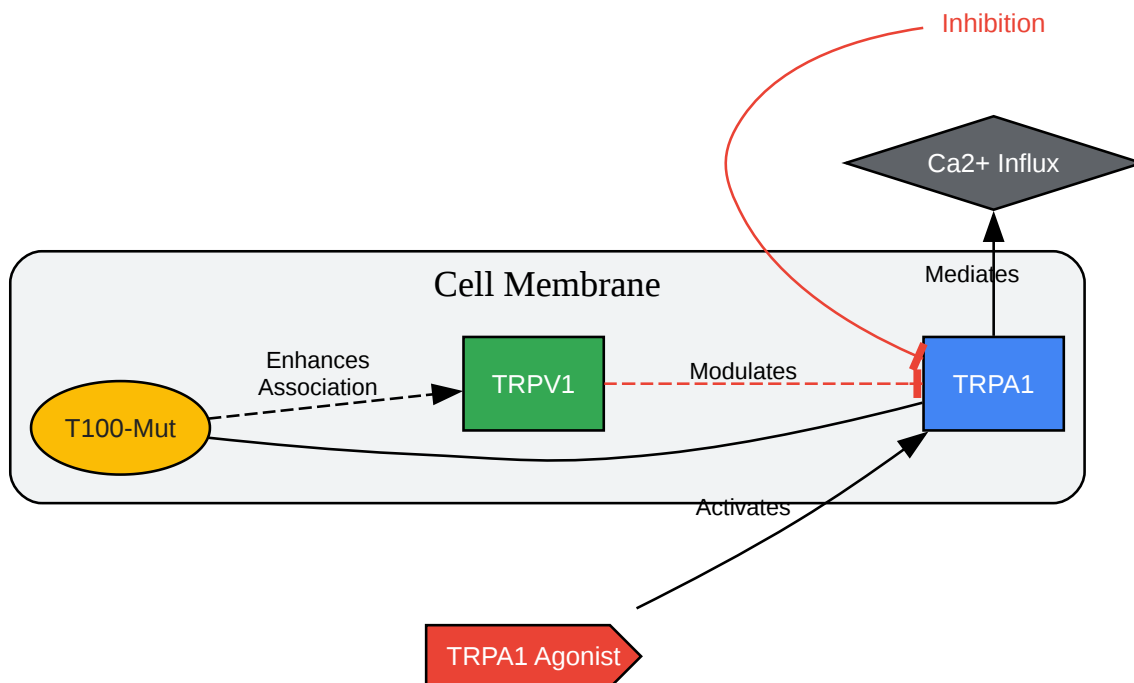 Inhibition
Ca2+ Influx
Mediates
Cell Membrane
Enhances
Association
TRPV1
Modulates
TRPA1
T100-Mut
Activates
TRPA1 Agonist